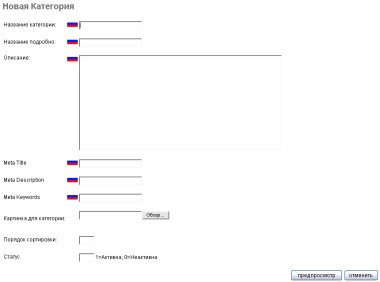 Новая Категория
Название категории:
Название подробно:
Описание:
Meta Title
Meta Description
Meta Keywords
Картинка для категории:
Обзор...
Порядок сортировки:
Статус
1=Активна; 0=Неактивна
предпросмотр отменить